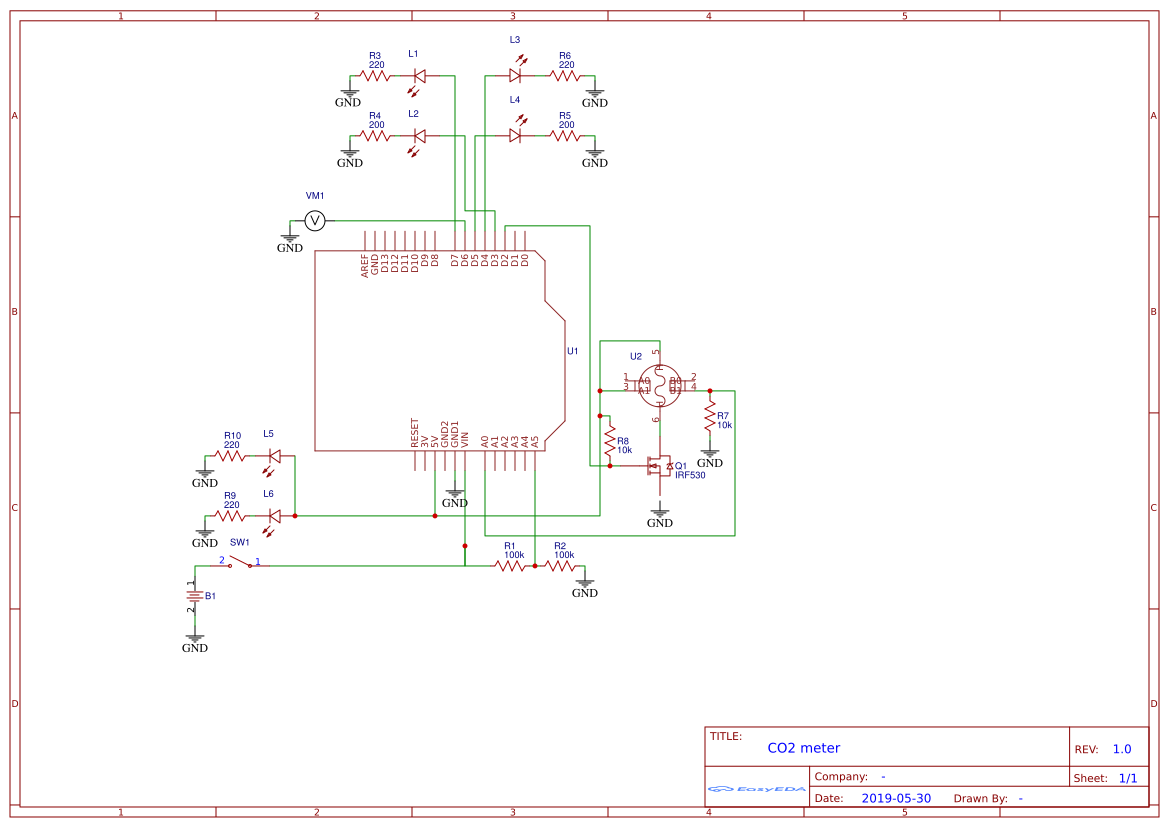 1 2 3 4 5
A
B
C
D
A
B
C
D
L1
R3
220
GND
L3
R6
220
GND
L2
R4
200
GND
L4
R5
200
GND
VM1
V
GND
AREF
GND
D13
D12
D11
D10
D9
D8
D7
D6
D5
D4
D3
D2
D1
D0
U1
RESET
3V
5V
GND2
GND1
VIN
A0
A1
A2
A3
A4
A5
GND
U2
5
1
3
A0
A1
H
B0
B1
2
4
6
R7
10k
GND
R8
10k
Q1
IRF530
GND
L5
R10
220
GND
L6
R9
220
GND
SW1
2 1
R1
100k
R2
100k
GND
1
B1
2
GND
TITLE:
CO2 meter
REV: 1.0
EasyEDA
Company: -
Sheet: 1/1
Date: 2019-05-30 Drawn By: -
1 2 3 4 5